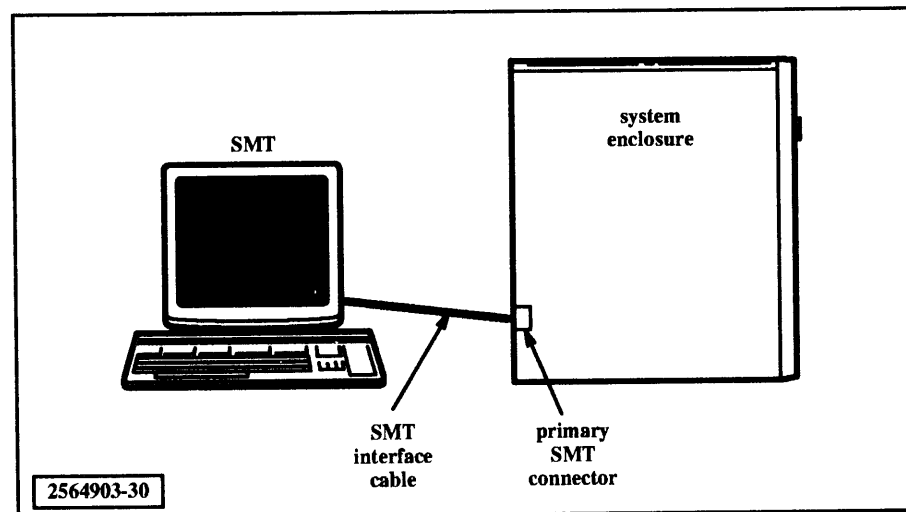 system
enclosure
SMT
SMT
interface
cable
primary
SMT
connector
2564903-30